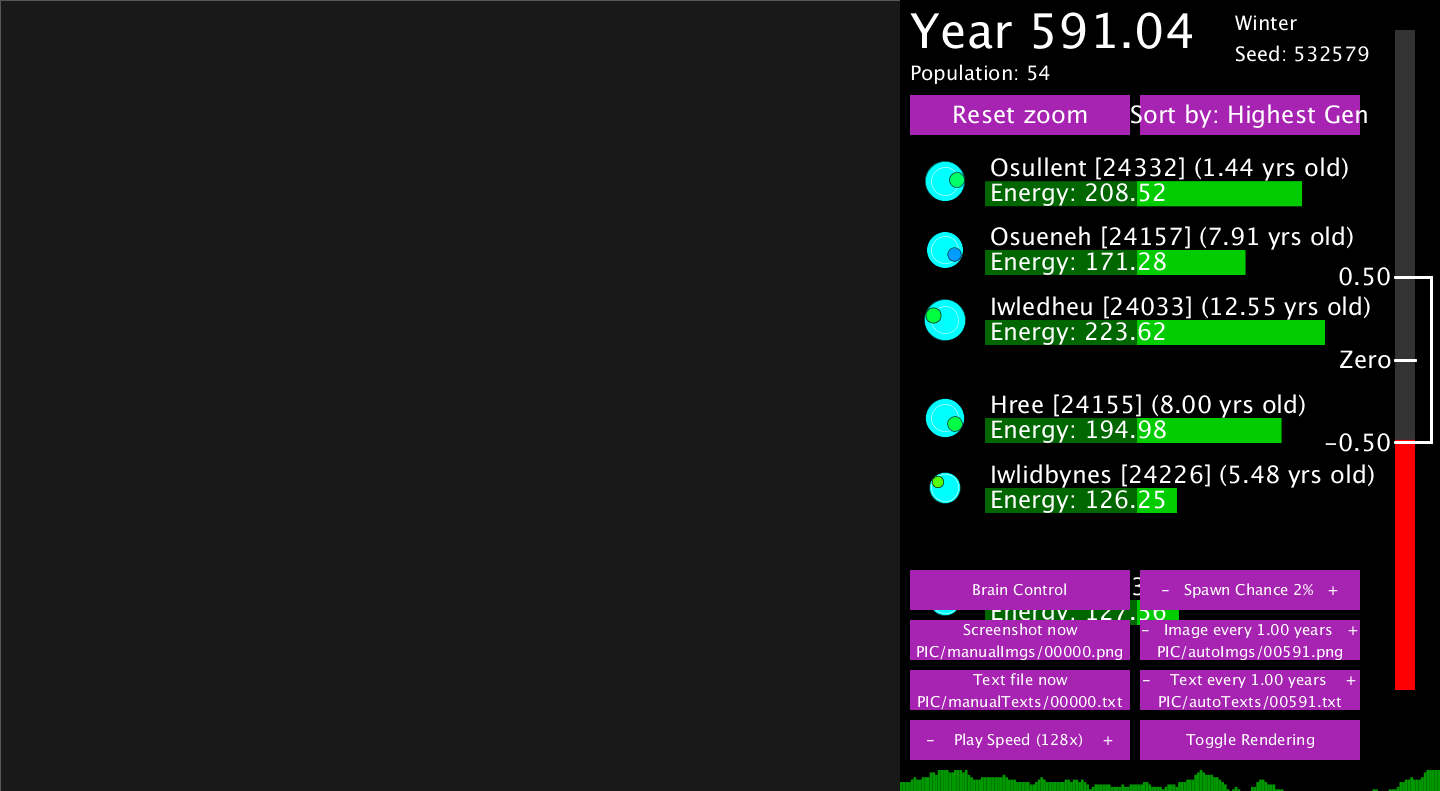 Year 591.04
Winter
Seed: 532579
Population: 54
Reset zoom
Sort by: Highest Gen
Osullent [24332] (1.44 yrs old)
Energy: 208.52
Osueneh [24157] (7.91 yrs old)
Energy: 171.28
0.50
Iwledheu [24033] (12.55 yrs old)
Energy: 223.62
Zero
Hree [24155] (8.00 yrs old)
Energy: 194.98
-0.50
Iwlidbynes [24226] (5.48 yrs old)
Energy: 126.25
Brain Control
- Spawn Chance 2% +
Energy: 127.56
Screenshot now
PIC/manualImgs/00000.png
- Image every 1.00 years +
PIC/autoImgs/00591.png
Text file now
PIC/manualTexts/00000.txt
- Text every 1.00 years +
PIC/autoTexts/00591.txt
- Play Speed (128x) +
Toggle Rendering